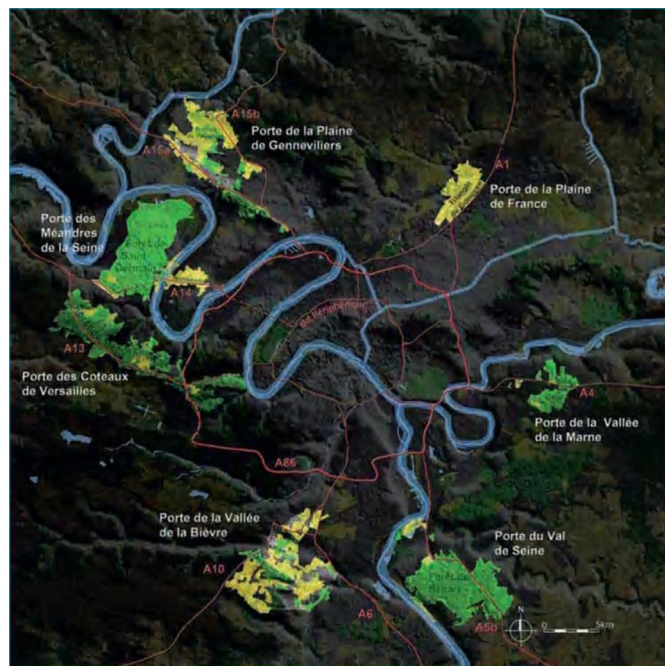 A15b
Porte de la Plaine
de Genneviliers
A15a
A1
Porte de la Plaine
de France
Porte des
Méandres
de la Seine
Forêt de
Saint
Germain
A14
Bd Périphérique
A13
Porte des Coteaux
de Versailles
A4
Porte de la Vallée
de la Marne
A86
Porte de la Vallée
de la Bièvre
Porte du Val
de Seine
A10
Forêt de
Sénart
A6
A5b
N
0 5km